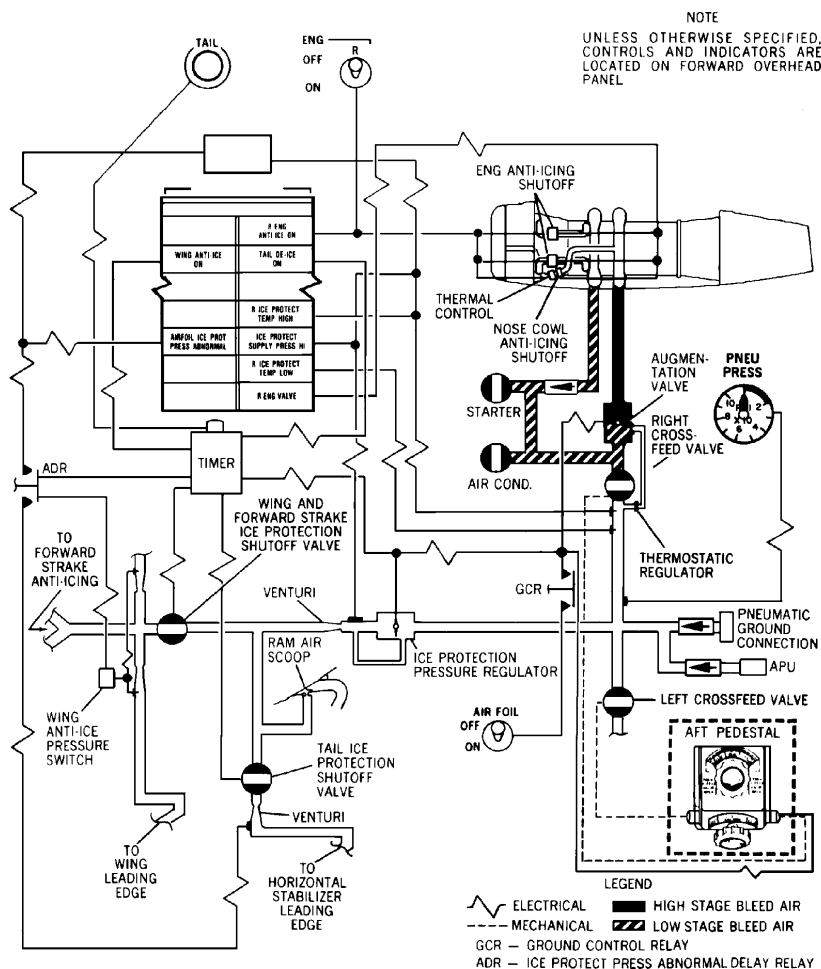 NOTE
UNLESS OTHERWISE SPECIFIED,
CONTROLS AND INDICATORS ARE
LOCATED ON FORWARD OVERHEAD
PANEL
TAIL
ENG
OFF
R
ON
ENG ANTI-ICING
SHUTOFF
R ENG
ANTI-ICE ON
WING ANTI-ICE
ON
TAIL DE-ICE
ON
R ICE PROTECT
TEMP HIGH
AIRFOIL ICE PROT
PRESS ABNORMAL
ICE PROTECT
SUPPLY PRESS HI
R ICE PROTECT
TEMP LOW
R ENG VALVE
THERMAL
CONTROL
NOSE COWL
ANTI-ICING
SHUTOFF
AUGMEN-
TATION
VALVE
PNEU
PRESS
10
2
8
X 10
4
6
STARTER
RIGHT CROSS-
FEED VALVE
AIR COND.
TIMER
ADR
WING AND
FORWARD STRAKE
ICE PROTECTION
SHUTOFF VALVE
THERMOSTATIC
REGULATOR
TO
FORWARD
STRAKE
ANTI-ICING
VENTURI
GCR
RAM AIR
SCOOP
ICE PROTECTION
PRESSURE REGULATOR
PNEUMATIC
GROUND
CONNECTION
APU
AIR FOIL
OFF
ON
LEFT CROSSFEED VALVE
AFT PEDESTAL
WING
ANTI-ICE
PRESSURE
SWITCH
TAIL ICE
PROTECTION
SHUTOFF
VALVE
VENTURI
TO
WING
LEADING
EDGE
TO
HORIZONTAL
STABILIZER
LEADING
EDGE
LEGEND
ELECTRICAL
HIGH STAGE BLEED AIR
MECHANICAL
LOW STAGE BLEED AIR
GCR – GROUND CONTROL RELAY
ADR – ICE PROTECT PRESS ABNORMAL DELAY RELAY